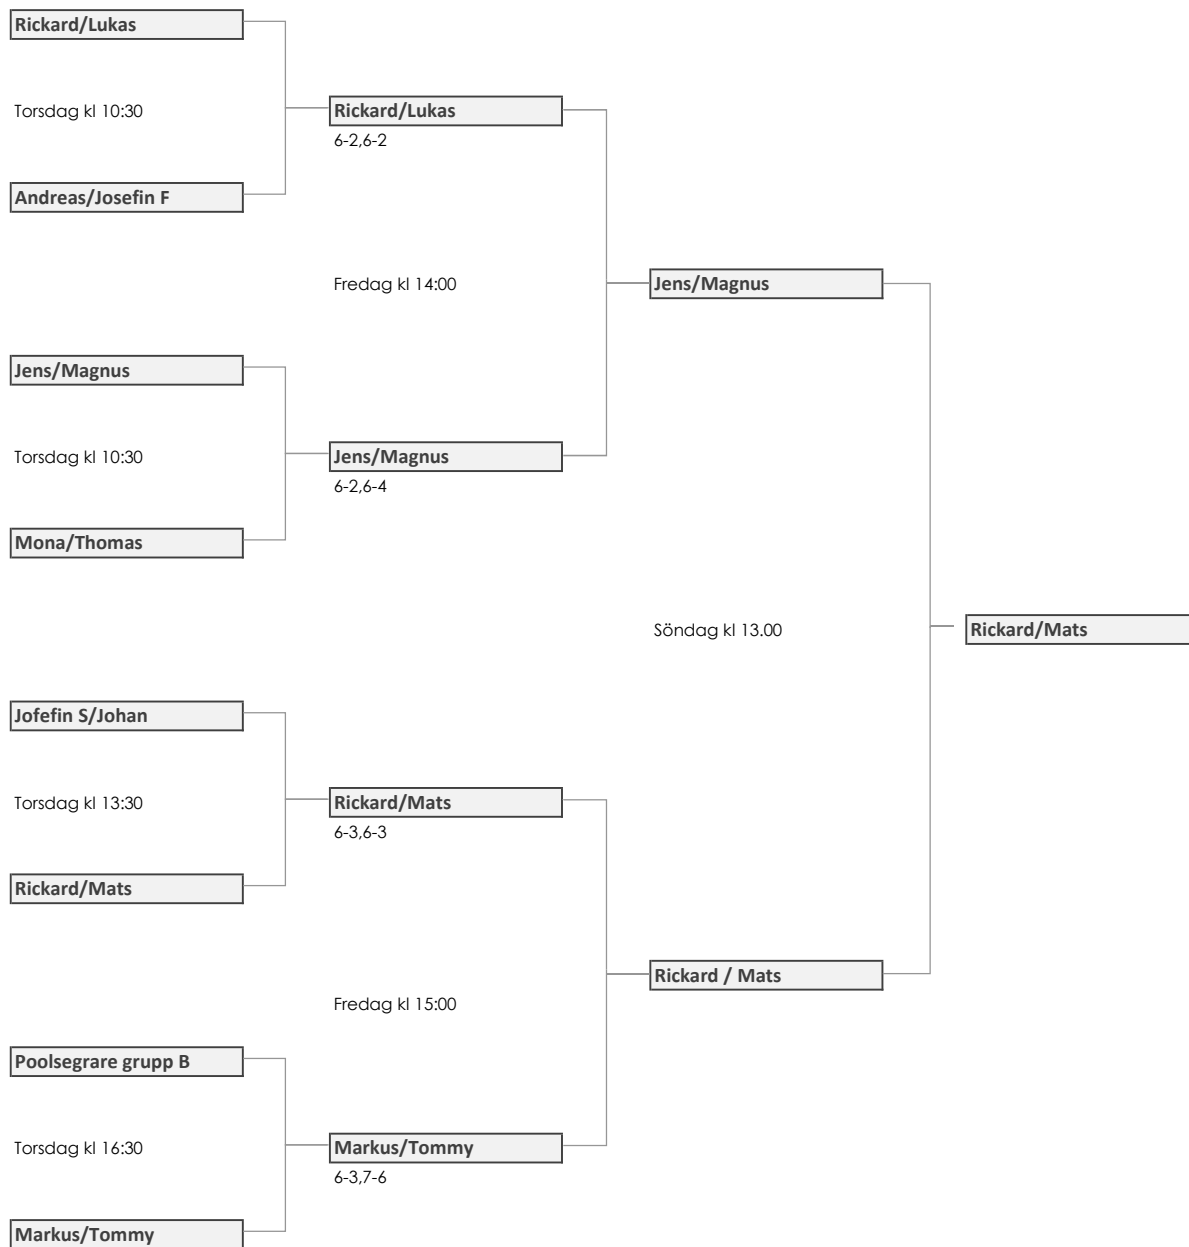 Rickard/Lukas
Torsdag kl 10:30
Rickard/Lukas
6-2,6-2
Andreas/Josefin F
Fredag kl 14:00
Jens/Magnus
Jens/Magnus
Torsdag kl 10:30
Jens/Magnus
6-2,6-4
Mona/Thomas
Söndag kl 13.00
Rickard/Mats
Jofefin S/Johan
Torsdag kl 13:30
Rickard/Mats
6-3,6-3
Rickard/Mats
Rickard / Mats
Fredag kl 15:00
Poolsegrare grupp B
Torsdag kl 16:30
Markus/Tommy
6-3,7-6
Markus/Tommy